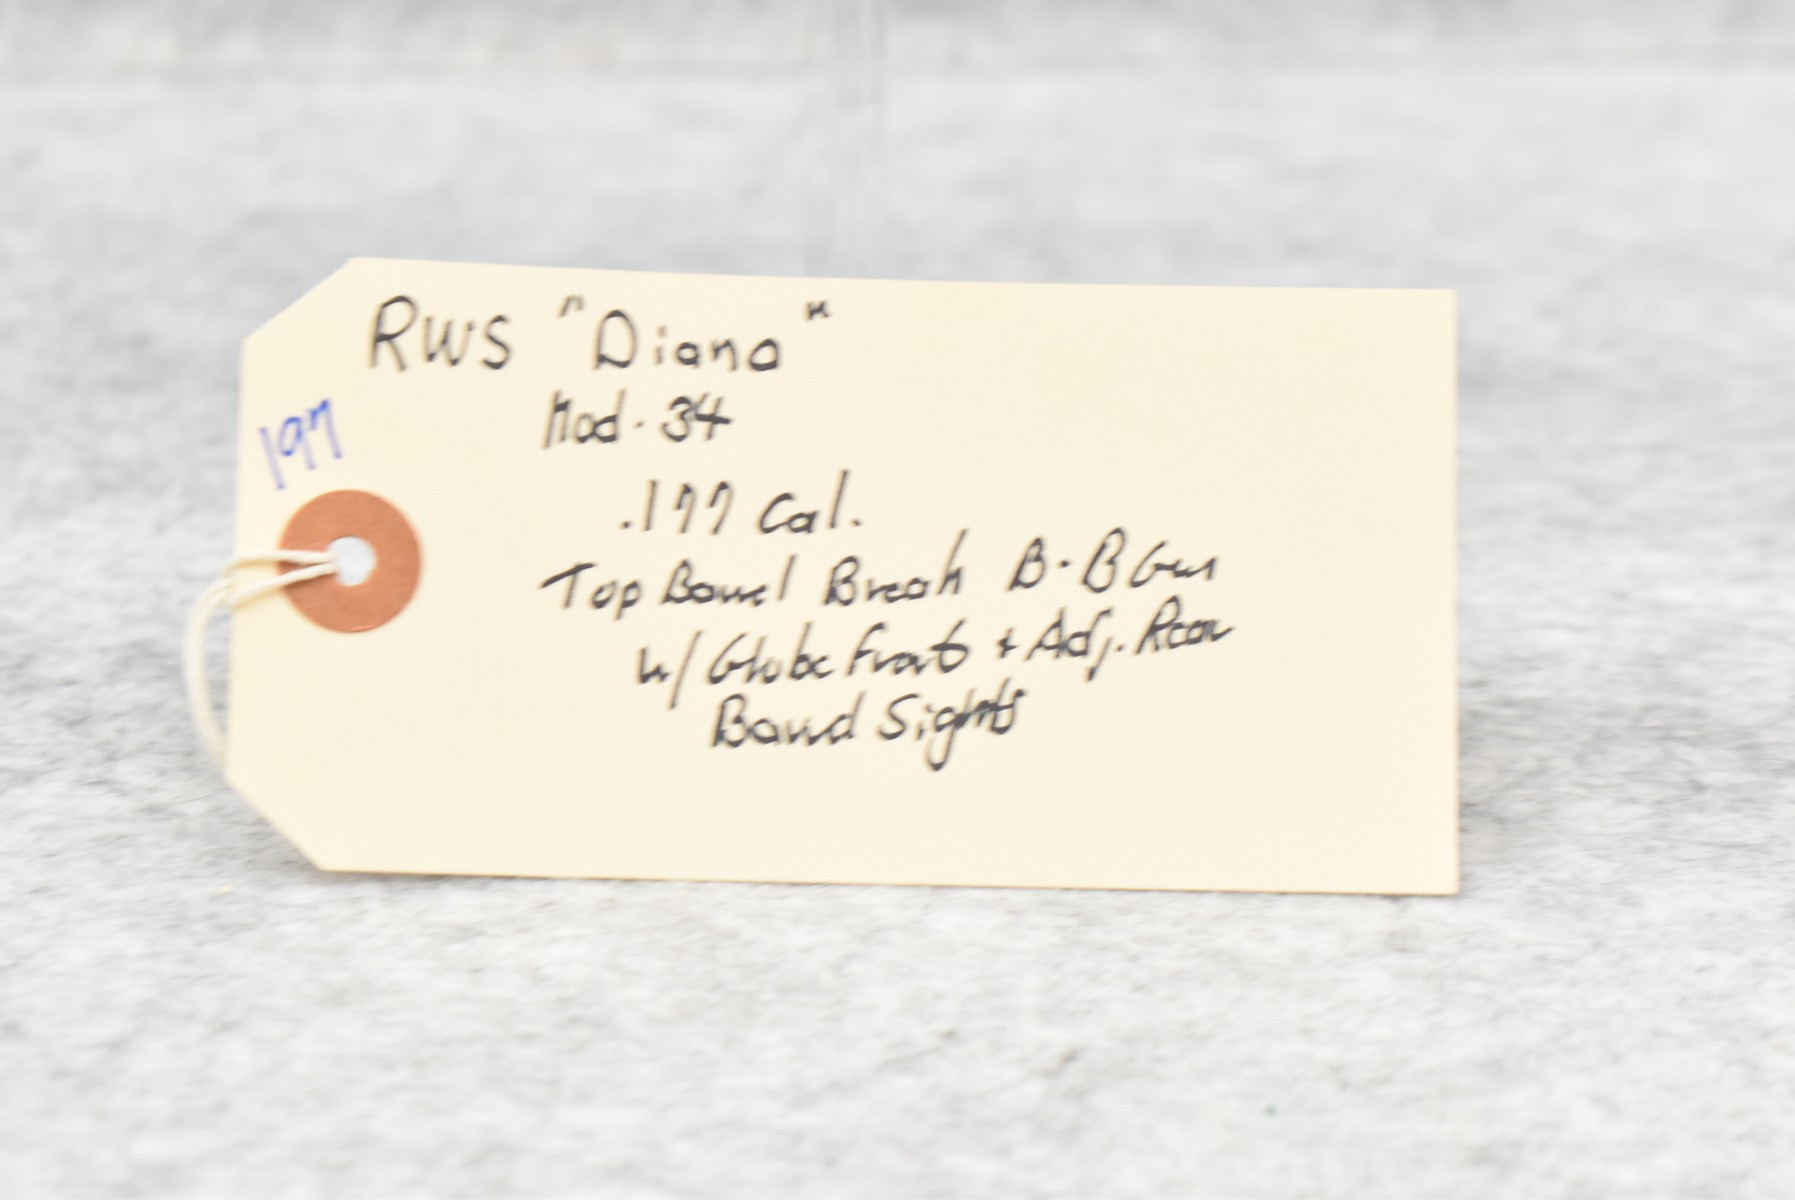 RWS "Diana"
Mod. 34
197
.177 Cal.
Top Barrel Break B.B Gun
w/ Globe Front + Adj. Rear
Barrel Sights